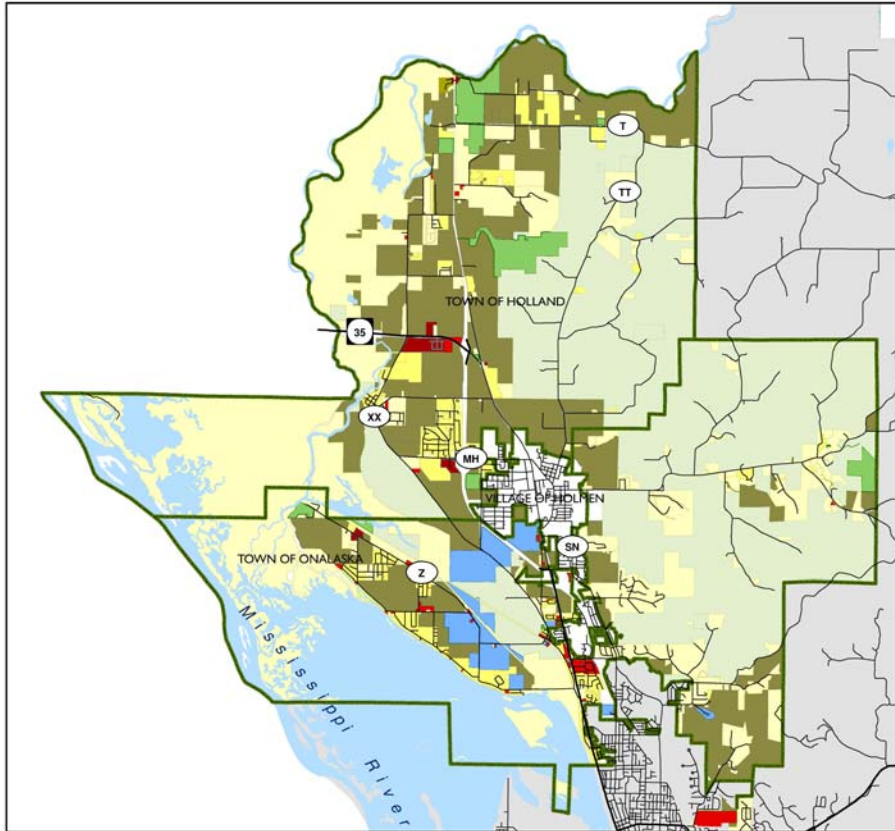 T
TT
TOWN OF HOLLAND
35
XX
MH
VILLAGE OF HOLMEN
SN
TOWN OF ONALASKA
Z
Mississippi River